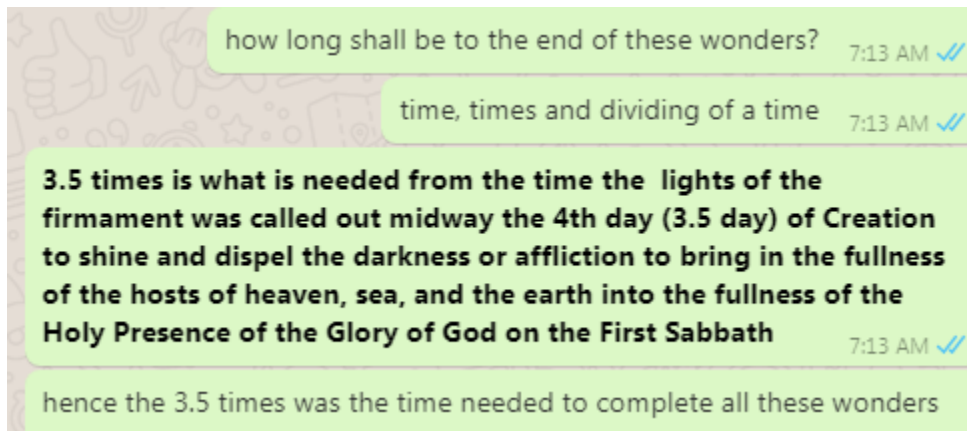 how long shall be to the end of these wonders?
7:13 AM
time, times and dividing of a time
7:13 AM
3.5 times is what is needed from the time the  lights of the
firmament was called out midway the 4th day (3.5 day) of Creation
to shine and dispel the darkness or affliction to bring in the fullness
of the hosts of heaven, sea, and the earth into the fullness of the
Holy Presence of the Glory of God on the First Sabbath
7:13 AM
hence the 3.5 times was the time needed to complete all these wonders